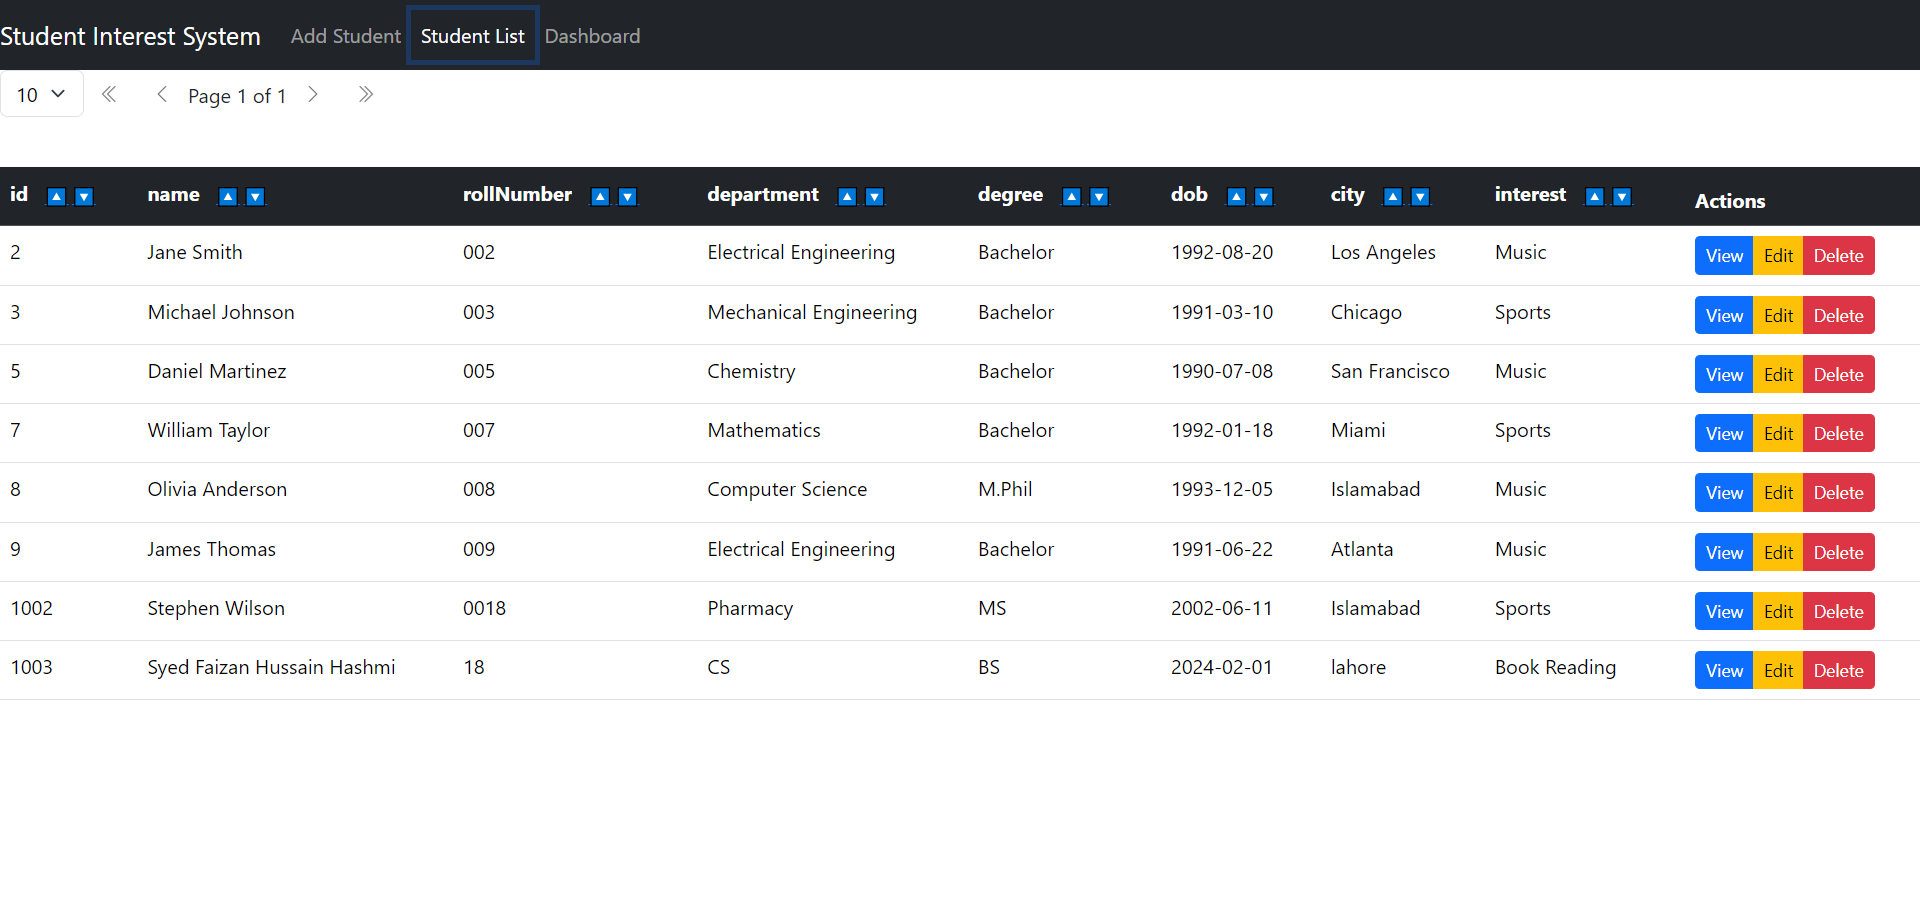 Student Interest System Add Student Student List Dashboard
10 Page 1 of 1
id name rollNumber department degree dob city interest Actions
2 Jane Smith 002 Electrical Engineering Bachelor 1992-08-20 Los Angeles Music View Edit Delete
3 Michael Johnson 003 Mechanical Engineering Bachelor 1991-03-10 Chicago Sports View Edit Delete
5 Daniel Martinez 005 Chemistry Bachelor 1990-07-08 San Francisco Music View Edit Delete
7 William Taylor 007 Mathematics Bachelor 1992-01-18 Miami Sports View Edit Delete
8 Olivia Anderson 008 Computer Science M.Phil 1993-12-05 Islamabad Music View Edit Delete
9 James Thomas 009 Electrical Engineering Bachelor 1991-06-22 Atlanta Music View Edit Delete
1002 Stephen Wilson 0018 Pharmacy MS 2002-06-11 Islamabad Sports View Edit Delete
1003 Syed Faizan Hussain Hashmi 18 CS BS 2024-02-01 lahore Book Reading View Edit Delete